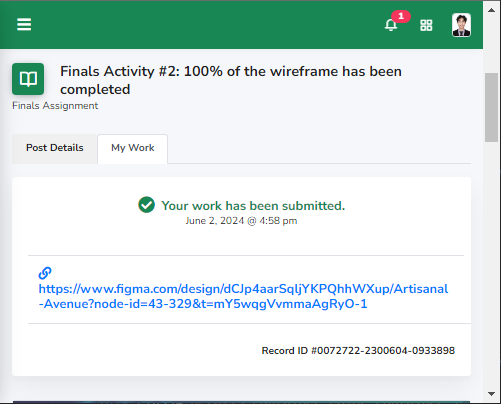 1
Finals Activity #2: 100% of the wireframe has been
completed
Finals Assignment
Post Details
My Work
Your work has been submitted.
June 2, 2024 @ 4:58 pm
https://www.figma.com/design/dCJp4aarSqljYKPQhhWXup/Artisanal
-Avenue?node-id=43-329&t=mY5wqgVvmmaAgRyO-1
Record ID #0072722-2300604-0933898